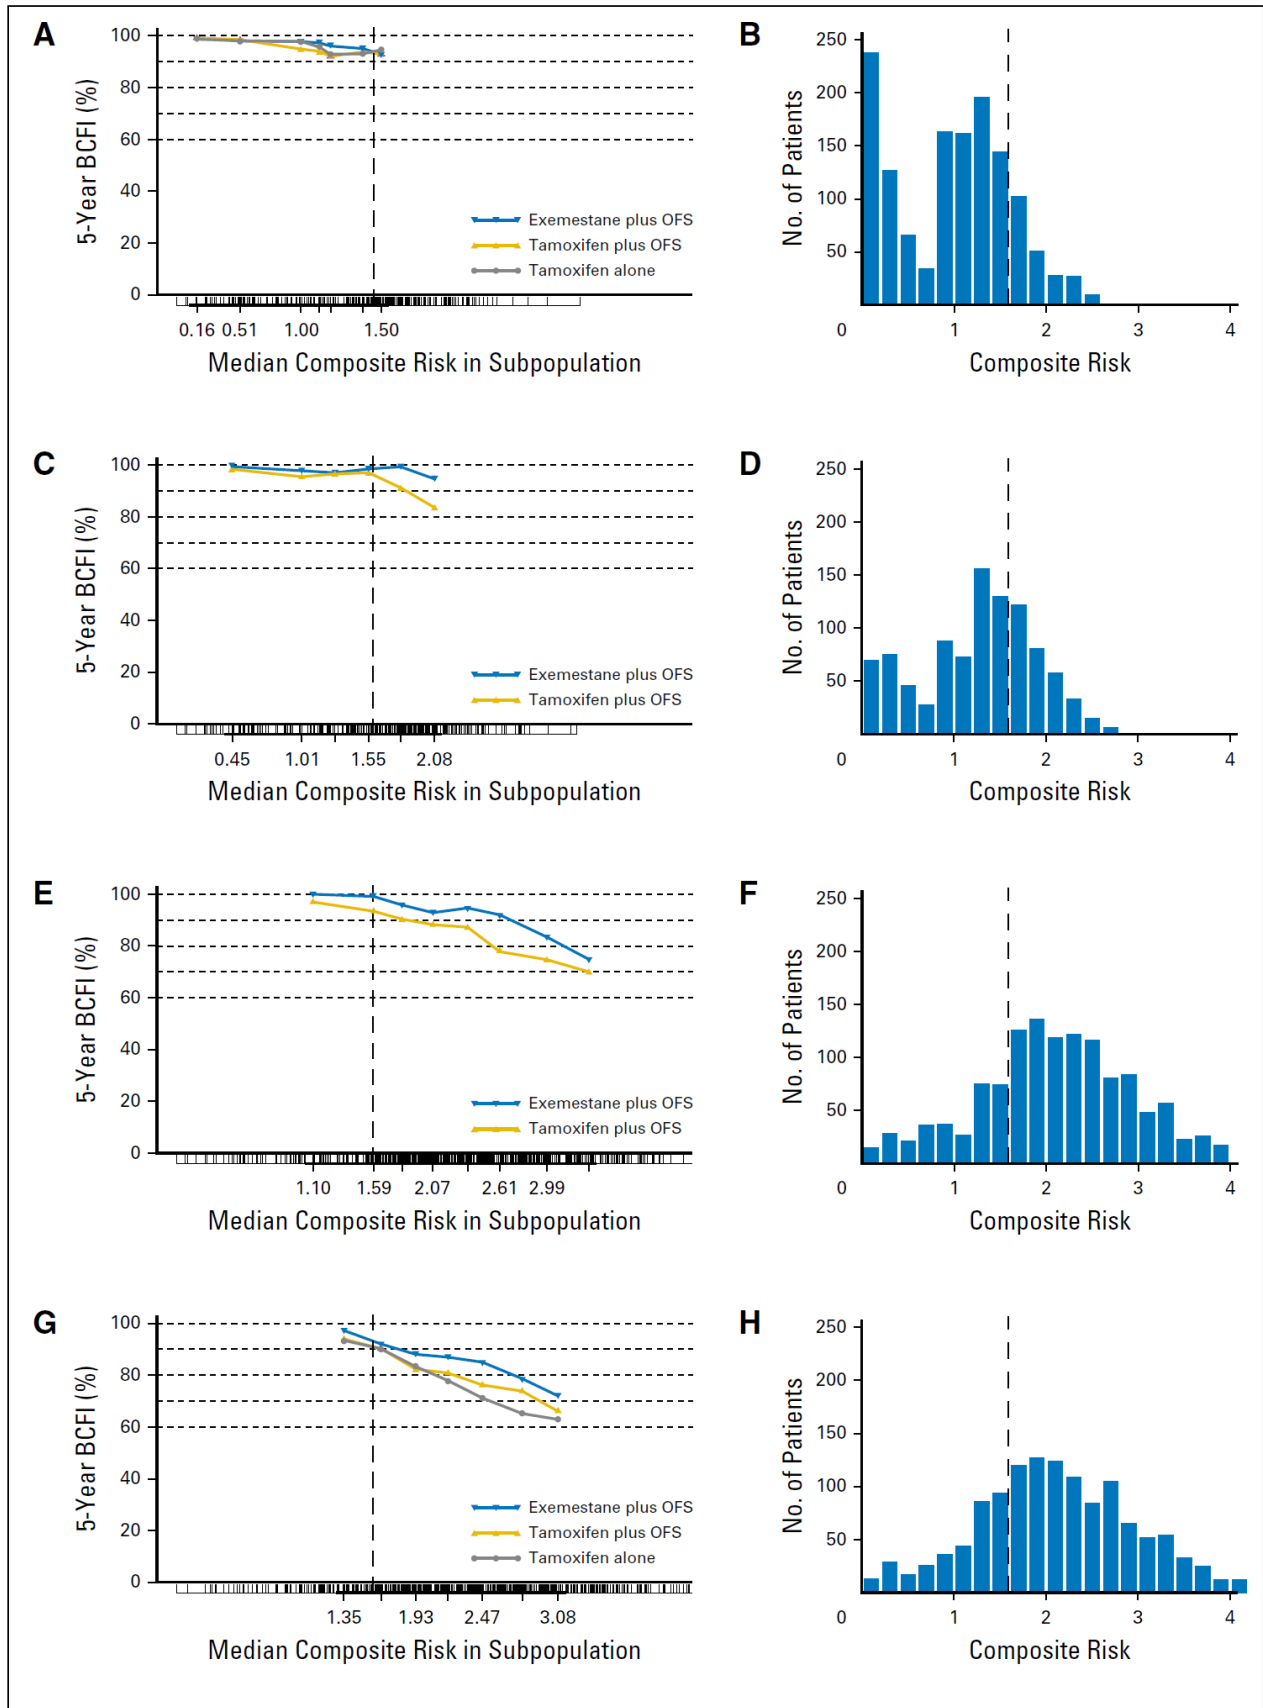 A
100
80
60
40
20
0
5-Year BCFI (%)
Exemestane plus OFS
Tamoxifen plus OFS
Tamoxifen alone
0.16 0.51 1.00 1.50
Median Composite Risk in Subpopulation
B
250
200
150
100
50
No. of Patients
0 1 2 3 4
Composite Risk
C
100
80
60
40
20
0
5-Year BCFI (%)
Exemestane plus OFS
Tamoxifen plus OFS
0.45 1.01 1.55 2.08
Median Composite Risk in Subpopulation
D
250
200
150
100
50
No. of Patients
0 1 2 3 4
Composite Risk
E
100
80
60
40
20
0
5-Year BCFI (%)
Exemestane plus OFS
Tamoxifen plus OFS
1.10 1.59 2.07 2.61 2.99
Median Composite Risk in Subpopulation
F
250
200
150
100
50
No. of Patients
0 1 2 3 4
Composite Risk
G
100
80
60
40
20
0
5-Year BCFI (%)
Exemestane plus OFS
Tamoxifen plus OFS
Tamoxifen alone
1.35 1.93 2.47 3.08
Median Composite Risk in Subpopulation
H
250
200
150
100
50
No. of Patients
0 1 2 3 4
Composite Risk